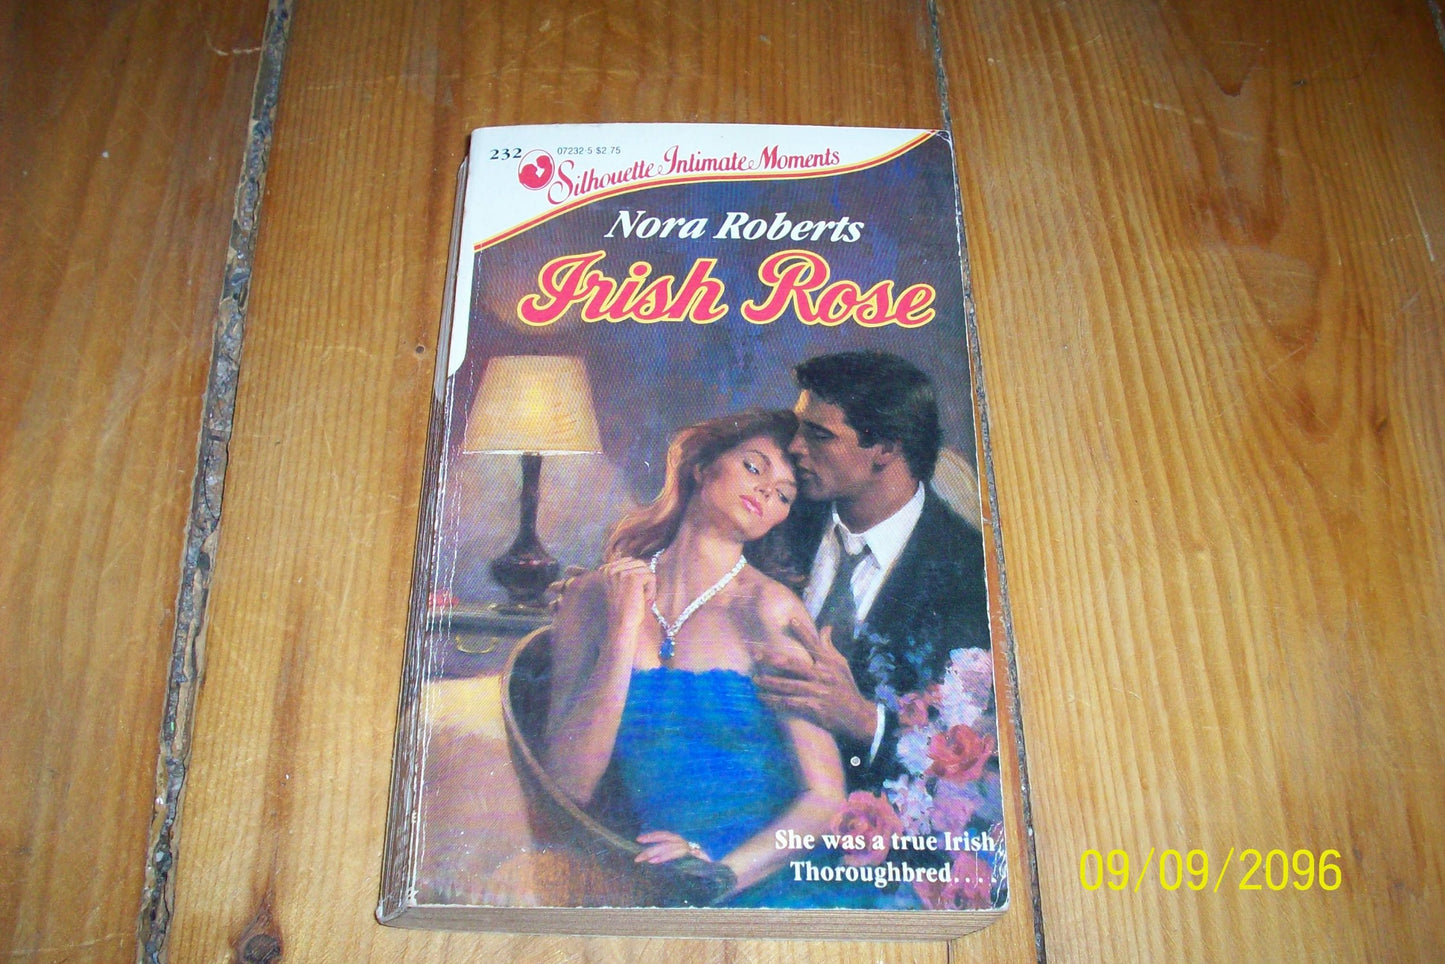 232
07232-5 $2.75
Silhouette Intimate Moments
Nora Roberts
Irish Rose
She was a true Irish
Thoroughbred....
09/09/2096